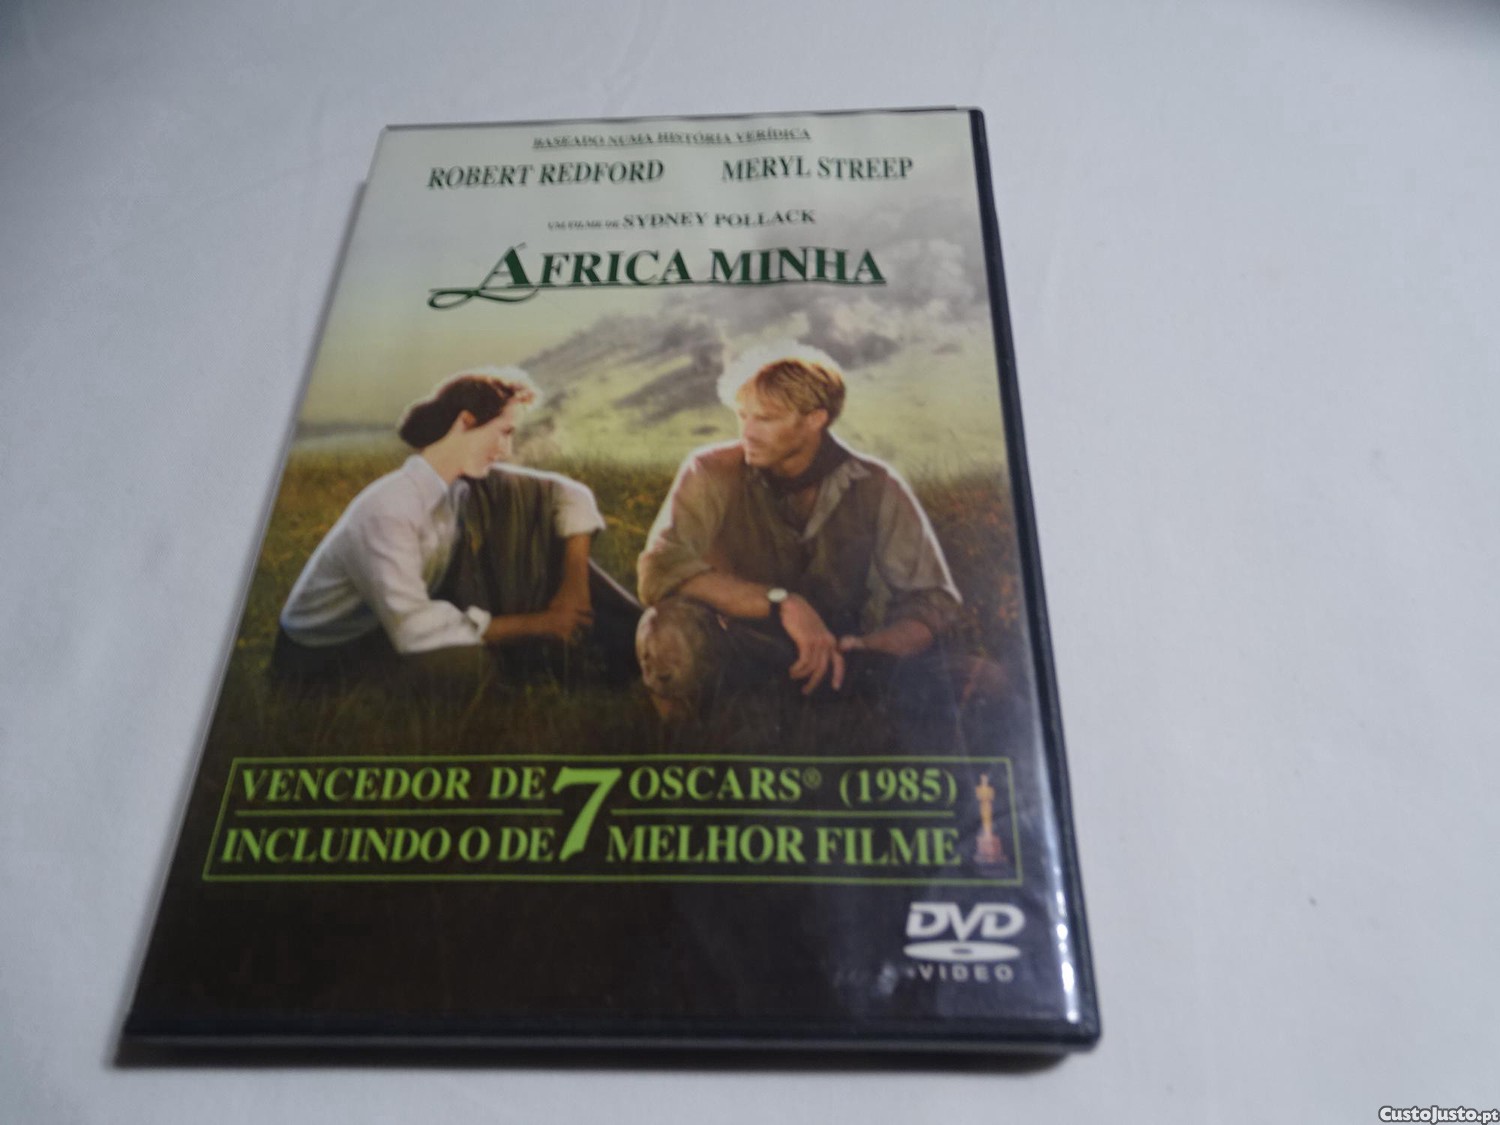 BASEADO NUMA HISTÓRIA VERÍDICA
ROBERT REDFORD MERYL STREEP
UM FILME DE SYDNEY POLLACK
ÁFRICA MINHA
VENCEDOR DE 7 OSCARS® (1985)
INCLUINDO O DE MELHOR FILME
DVD
VIDEO
CustoJusto.pt